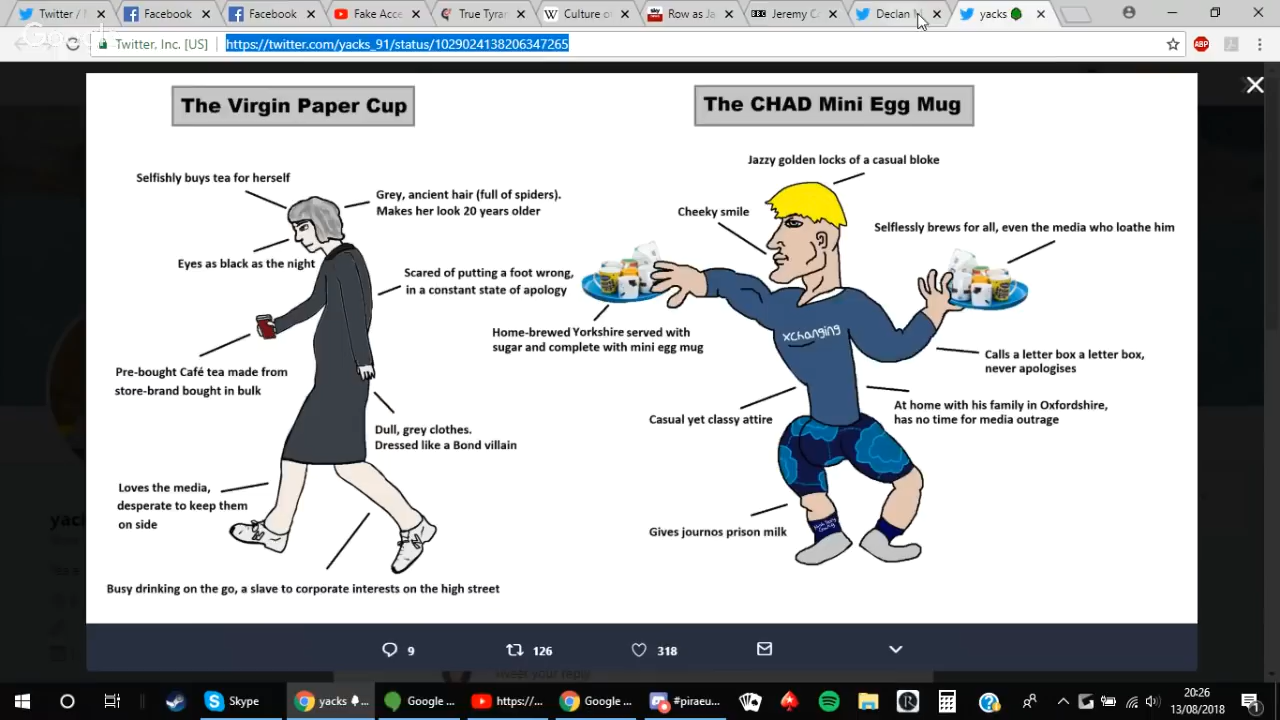 Twitter /
Facebook
Fake Acce
True Tyran
Culture o
Row as Je
Jeremy C
Declan
yacks
Twitter, Inc. [US]
https://twitter.com/yacks_91/status/1029024138206347265
ABP
The Virgin Paper Cup
The CHAD Mini Egg Mug
Selfishly buys tea for herself
Grey, ancient hair (full of spiders).
Makes her look 20 years older
Eyes as black as the night
Scared of putting a foot wrong,
in a constant state of apology
Pre-bought Café tea made from
store-brand bought in bulk
Dull, grey clothes.
Dressed like a Bond villain
Loves the media,
desperate to keep them
on side
Busy drinking on the go, a slave to corporate interests on the high street
Jazzy golden locks of a casual bloke
Cheeky smile
Selflessly brews for all, even the media who loathe him
Home-brewed Yorkshire served with
sugar and complete with mini egg mug
xchanging
Calls a letter box a letter box,
never apologises
Casual yet classy attire
At home with his family in Oxfordshire,
has no time for media outrage
Gives journos prison milk
9
126
318
Tweet your reply
Skype
yacks
Google ...
https:/...
Google ...
#piraeu...
20:26
13/08/2018
1